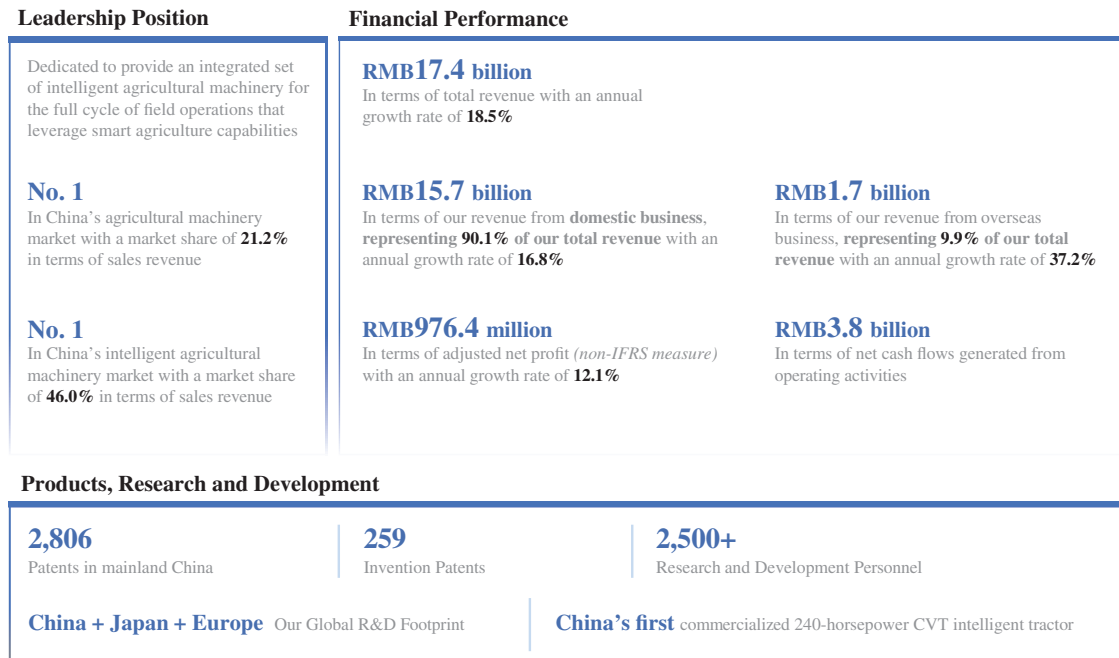 Leadership Position
Dedicated to provide an integrated set
of intelligent agricultural machinery for
the full cycle of field operations that
leverage smart agriculture capabilities
No. 1
In China's agricultural machinery
market with a market share of 21.2%
in terms of sales revenue
No. 1
In China's intelligent agricultural
machinery market with a market share
of 46.0% in terms of sales revenue
Financial Performance
RMB17.4 billion
In terms of total revenue with an annual
growth rate of 18.5%
RMB15.7 billion
In terms of our revenue from domestic business,
representing 90.1% of our total revenue with an
annual growth rate of 16.8%
RMB1.7 billion
In terms of our revenue from overseas
business, representing 9.9% of our total
revenue with an annual growth rate of 37.2%
RMB976.4 million
In terms of adjusted net profit (non-IFRS measure)
with an annual growth rate of 12.1%
RMB3.8 billion
In terms of net cash flows generated from
operating activities
Products, Research and Development
2,806
Patents in mainland China
259
Invention Patents
2,500+
Research and Development Personnel
China + Japan + Europe Our Global R&D Footprint
China's first commercialized 240-horsepower CVT intelligent tractor